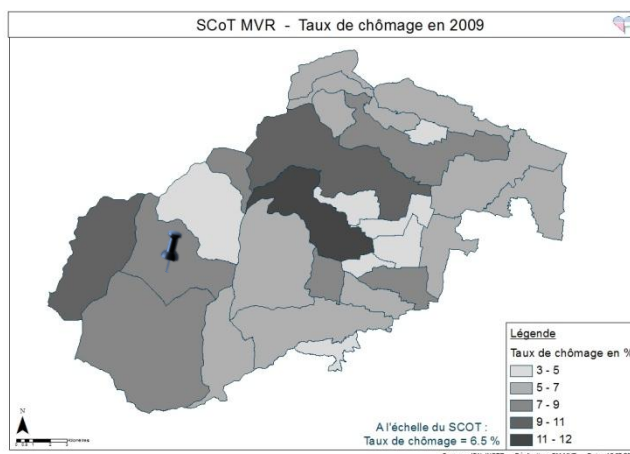 SCoT MVR - Taux de chômage en 2009
Légende
Taux de chômage en %
3 - 5
5 - 7
7 - 9
9 - 11
11 - 12
A l'échelle du SCOT :
Taux de chômage = 6.5 %
N